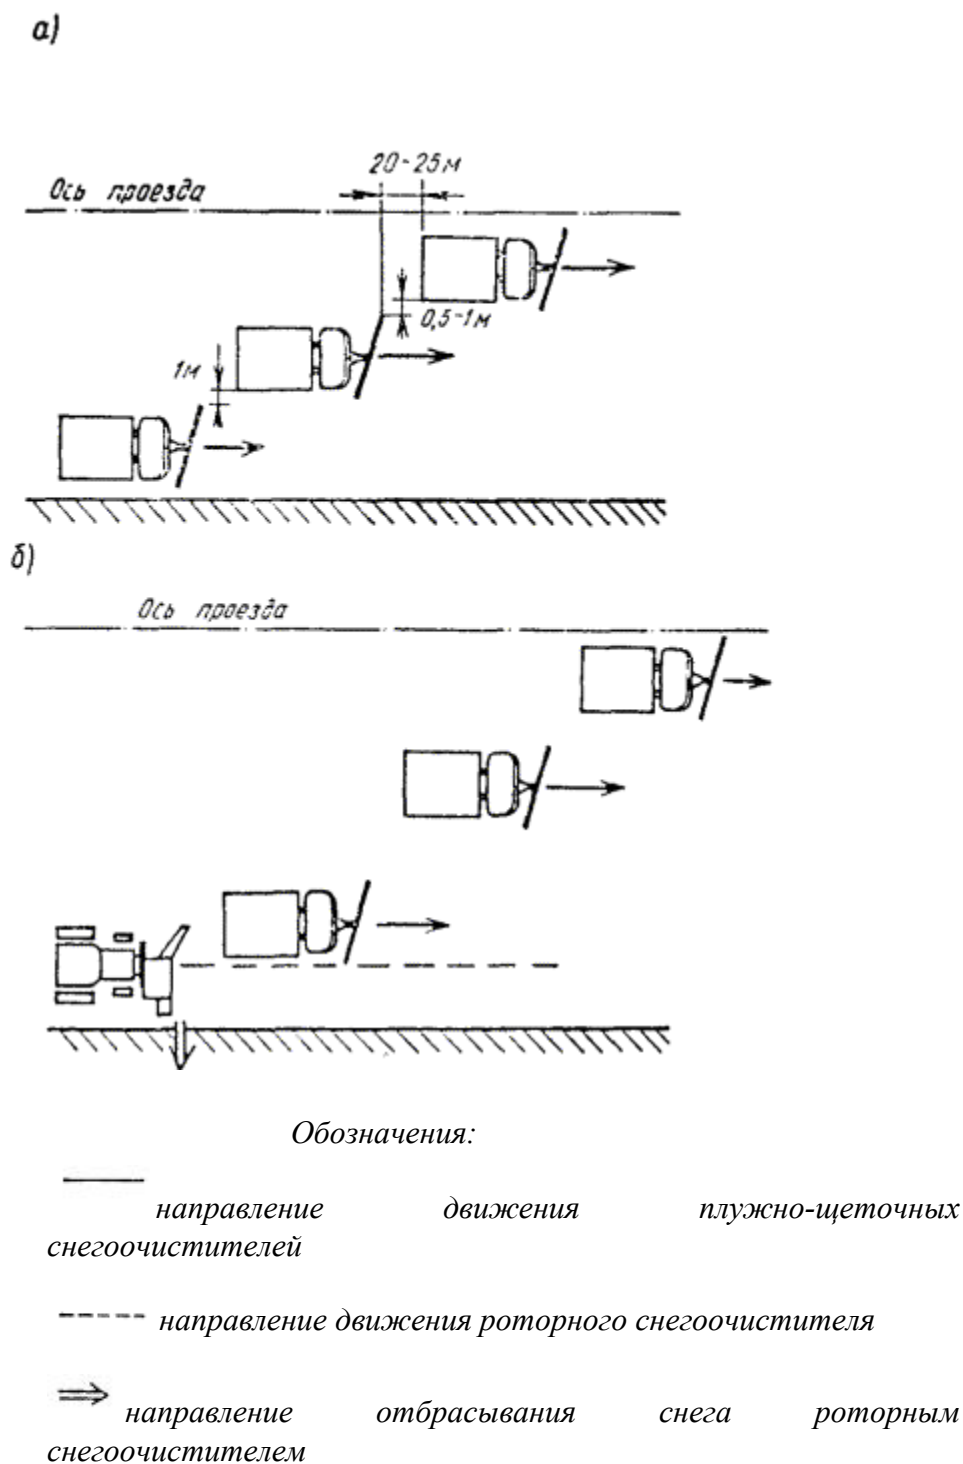 а)
20-25м
Ось проезда
0,5-1м
1м
б)
Ось проезда
Обозначения:
направление движения плужно-щеточных
снегоочистителей
направление движения роторного снегоочистителя
направление отбрасывания снега роторным
снегоочистителем